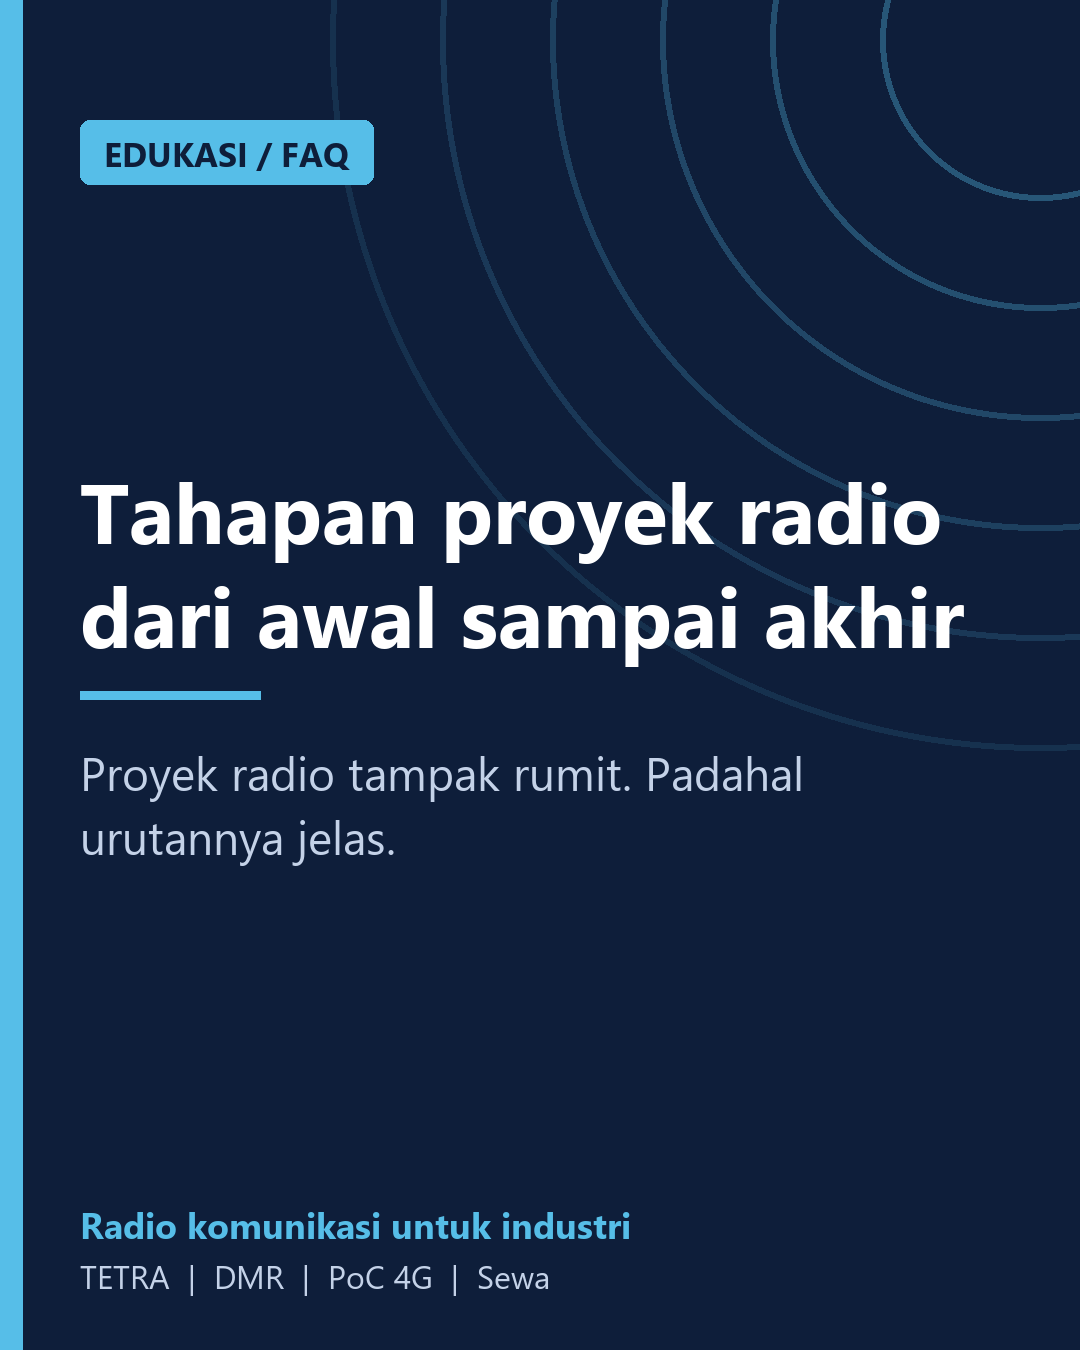 EDUKASI / FAQ
Tahapan proyek radio
dari awal sampai akhir
Proyek radio tampak rumit. Padahal
urutannya jelas.
Radio komunikasi untuk industri
TETRA | DMR | PoC 4G | Sewa